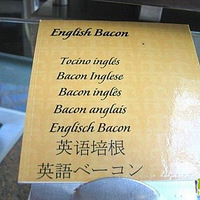 English Bacon
Tocino inglés
Bacon Inglese
Bacon inglês
Bacon anglais
Englisch Bacon
英语培根
英語ベーコン